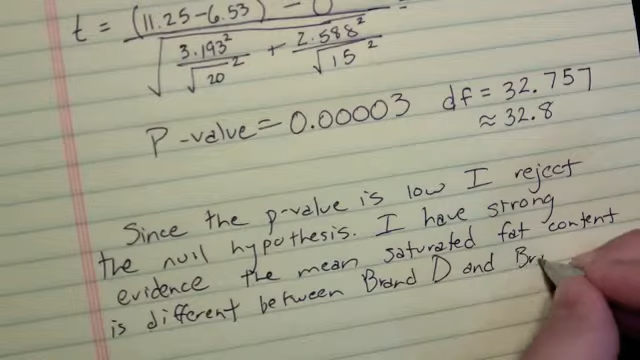 t = (11.25-6.53) - 0 =
3.193² / √20² + 2.588² / √15²
P-value = 0.00003 df = 32.757
≈ 32.8
Since the p-value is low I reject
the null hypothesis. I have strong
evidence the mean saturated fat content
is different between Brand D and Br